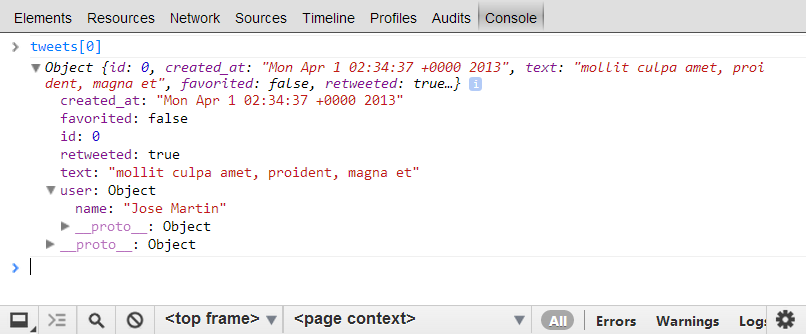 Elements Resources Network Sources Timeline Profiles Audits Console
> tweets[0]
▼Object {id: 0, created_at: "Mon Apr 1 02:34:37 +0000 2013", text: "mollit culpa amet, proi
dent, magna et", favorited: false, retweeted: true…} i
created_at: "Mon Apr 1 02:34:37 +0000 2013"
favorited: false
id: 0
retweeted: true
text: "mollit culpa amet, proident, magna et"
▼user: Object
name: "Jose Martin"
▶__proto__: Object
▶__proto__: Object
>
<top frame> ▼ <page context> ▼ All Errors Warnings Logs